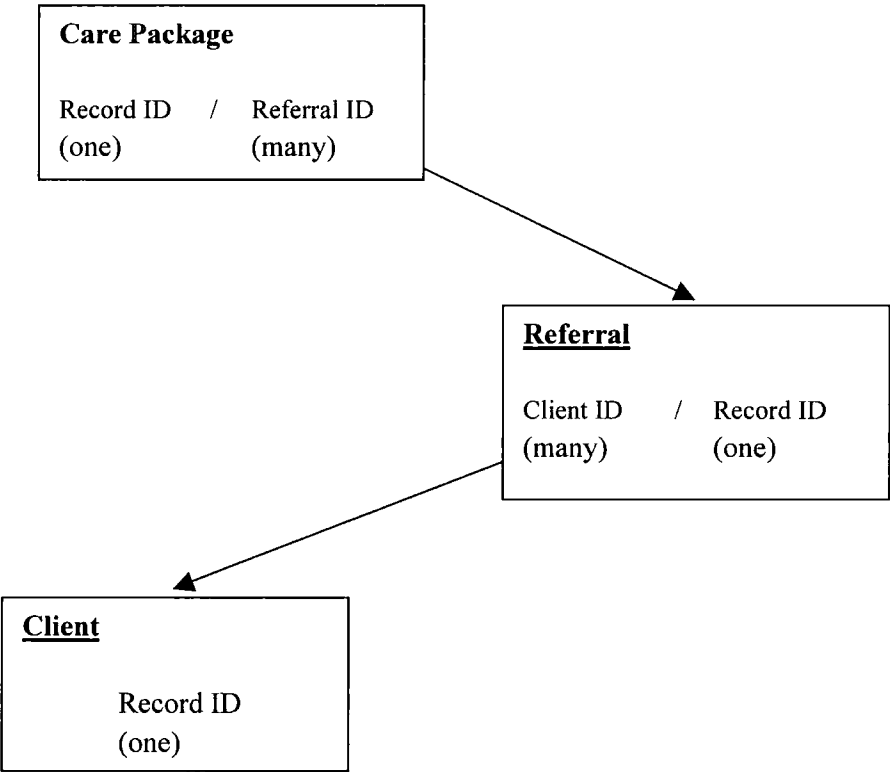 Care Package
Record ID / Referral ID
(one) (many)
Referral
Client ID / Record ID
(many) (one)
Client
Record ID
(one)